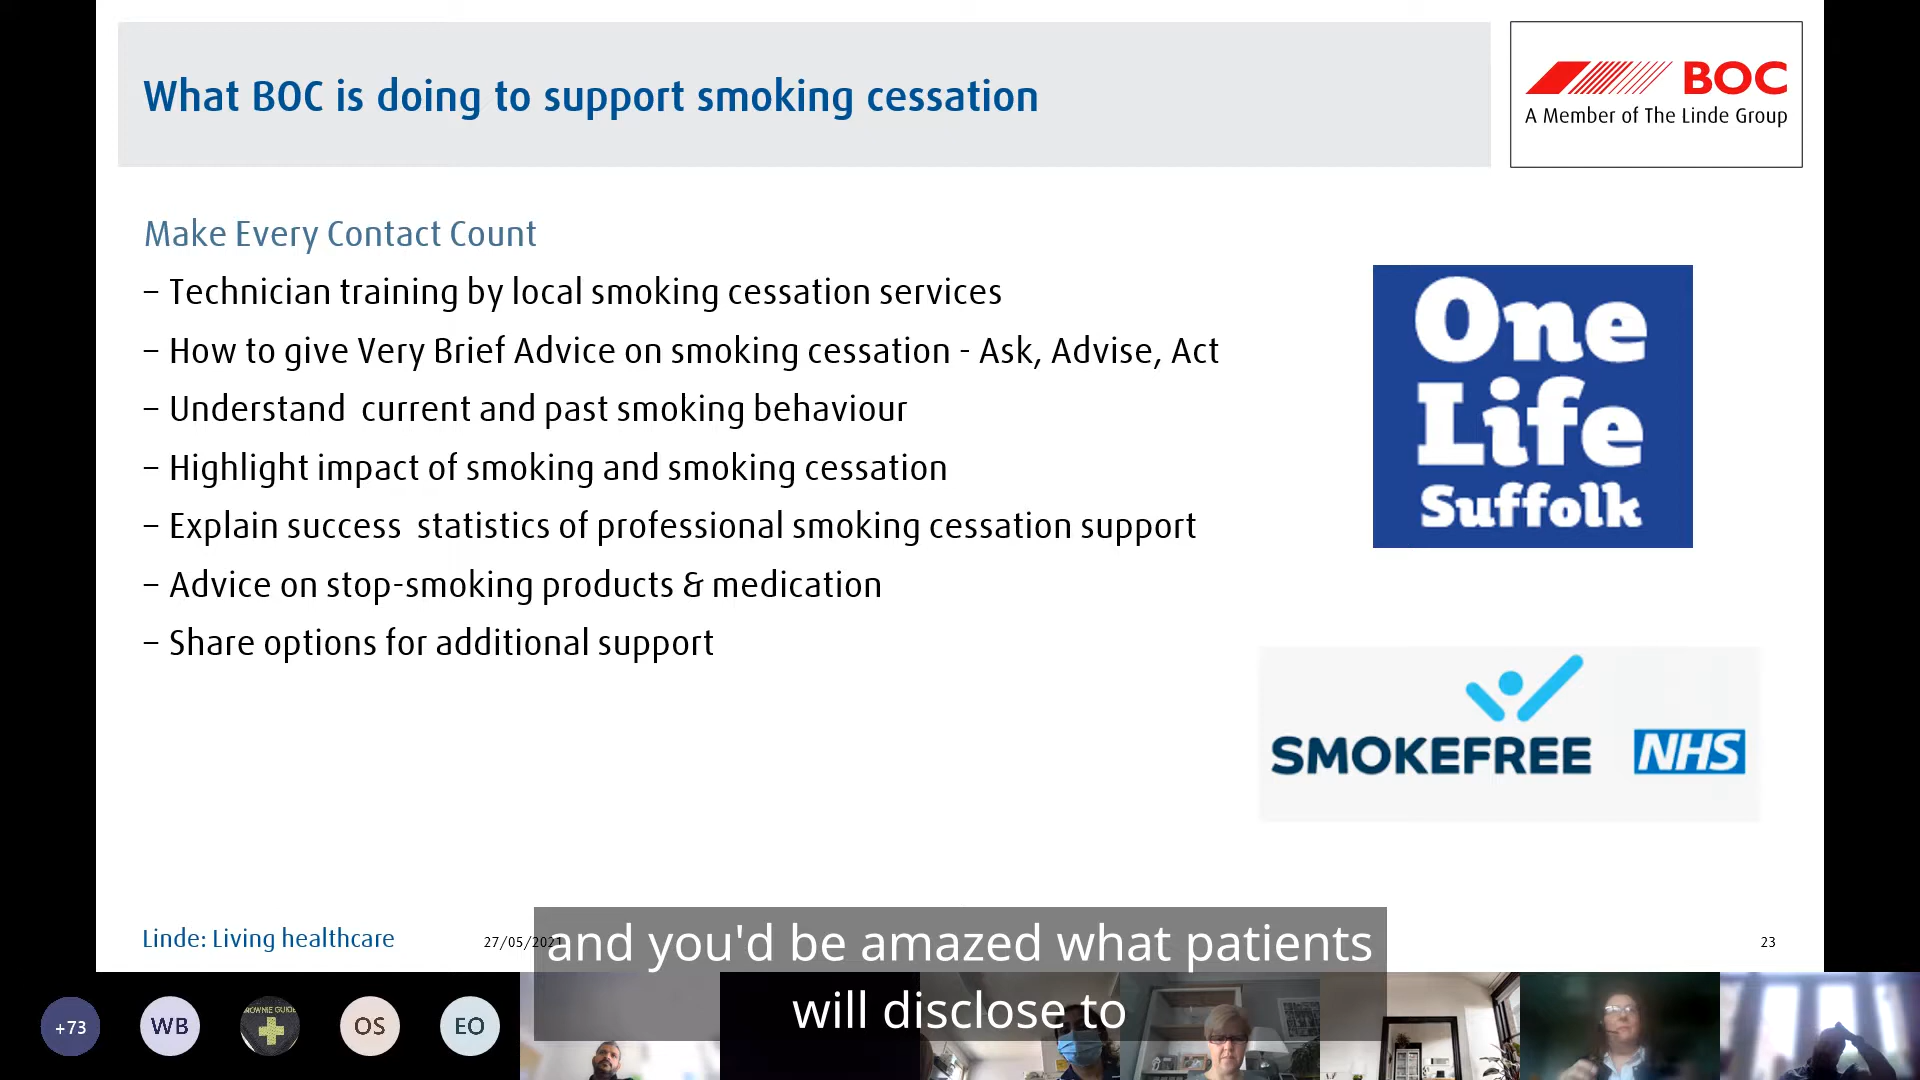 What BOC is doing to support smoking cessation
BOC
A Member of The Linde Group
Make Every Contact Count
– Technician training by local smoking cessation services
– How to give Very Brief Advice on smoking cessation - Ask, Advise, Act
– Understand  current and past smoking behaviour
– Highlight impact of smoking and smoking cessation
– Explain success  statistics of professional smoking cessation support
– Advice on stop-smoking products & medication
– Share options for additional support
One
Life
Suffolk
SMOKEFREE
NHS
Linde: Living healthcare
27/05/2021
23
and you'd be amazed what patients
will disclose to
+73
WB
ROWNIE GUIDE
OS
EO